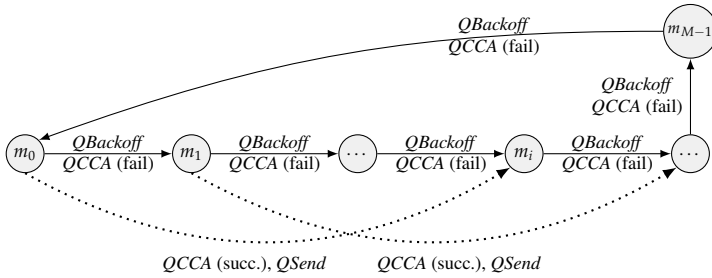 QBackoff
QCCA (fail)
m_{M−1}
QBackoff
QCCA (fail)
m_0
QBackoff
QCCA (fail)
m_1
QBackoff
QCCA (fail)
...
QBackoff
QCCA (fail)
m_i
QBackoff
QCCA (fail)
...
QCCA (succ.), QSend
QCCA (succ.), QSend